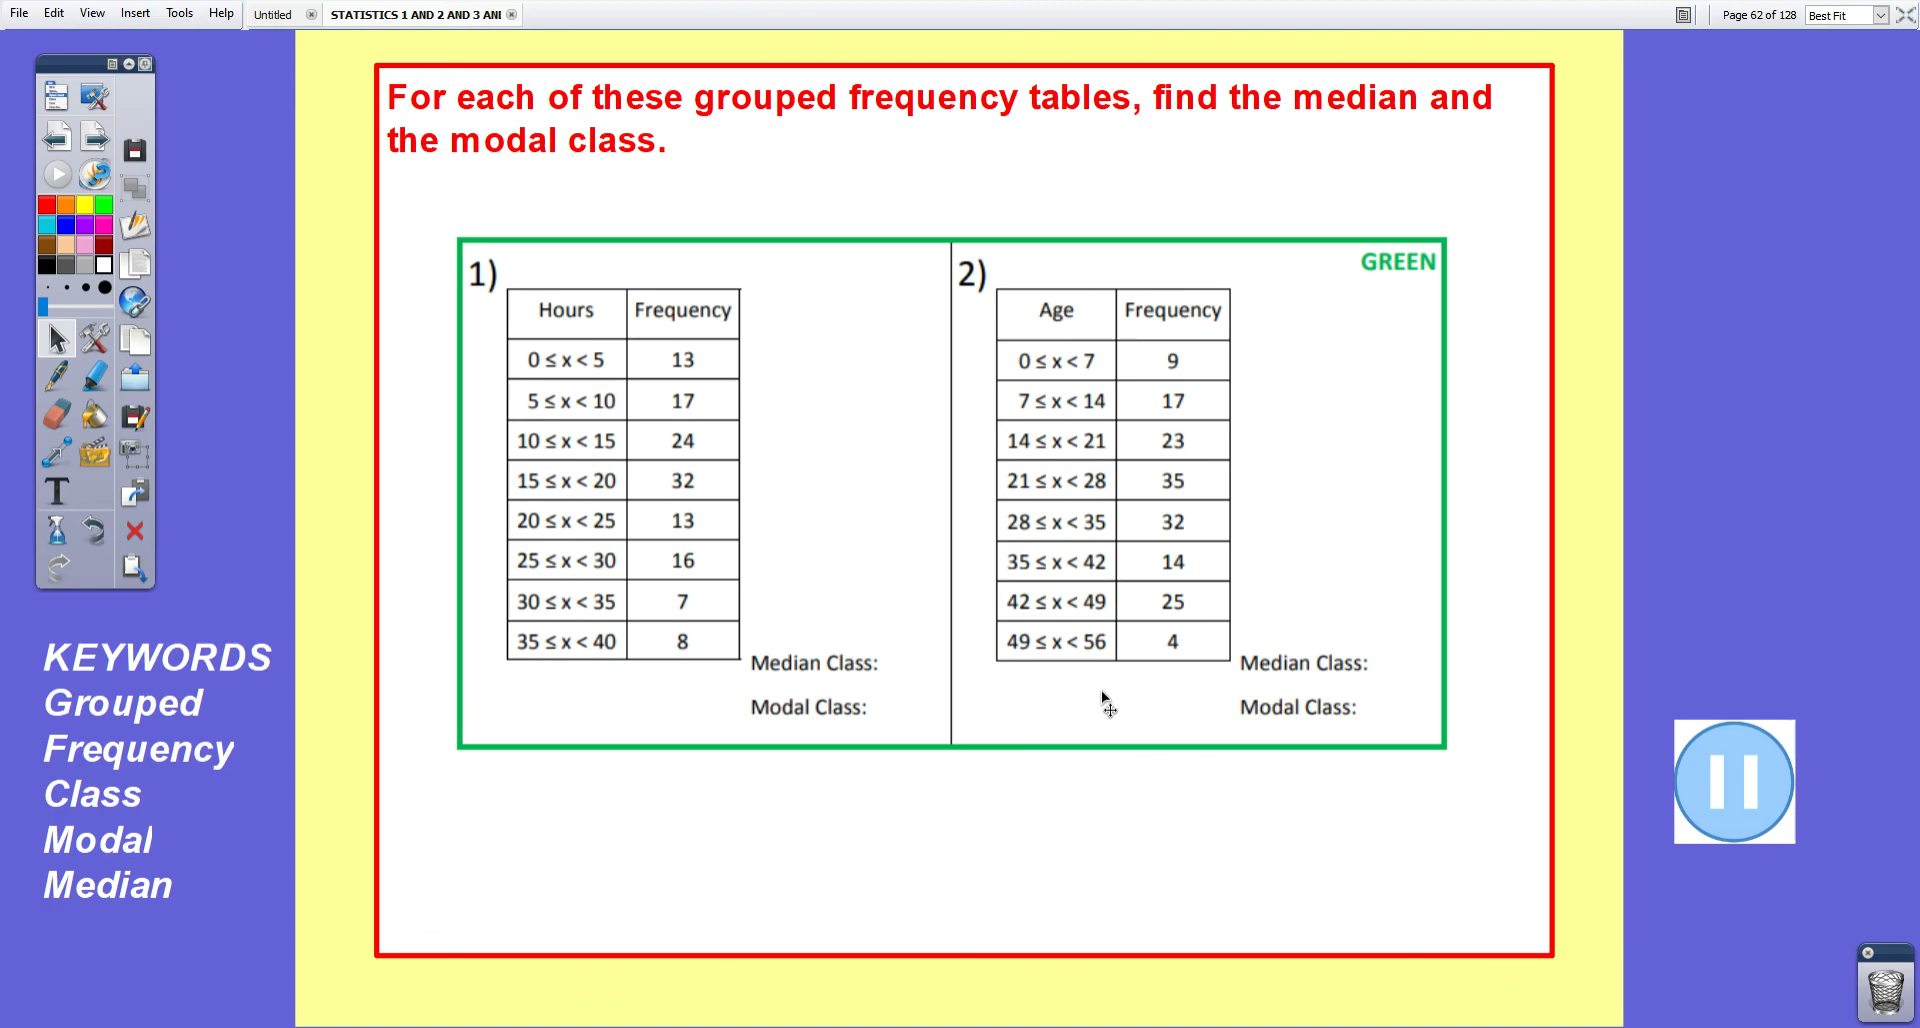 File Edit View Insert Tools Help
Untitled
STATISTICS 1 AND 2 AND 3 ANI
Page 62 of 128
Best Fit
For each of these grouped frequency tables, find the median and
the modal class.
1)
Hours Frequency
0 ≤ x < 5 13
5 ≤ x < 10 17
10 ≤ x < 15 24
15 ≤ x < 20 32
20 ≤ x < 25 13
25 ≤ x < 30 16
30 ≤ x < 35 7
35 ≤ x < 40 8
Median Class:
Modal Class:
2)
GREEN
Age Frequency
0 ≤ x < 7 9
7 ≤ x < 14 17
14 ≤ x < 21 23
21 ≤ x < 28 35
28 ≤ x < 35 32
35 ≤ x < 42 14
42 ≤ x < 49 25
49 ≤ x < 56 4
Median Class:
Modal Class:
KEYWORDS
Grouped
Frequency
Class
Modal
Median